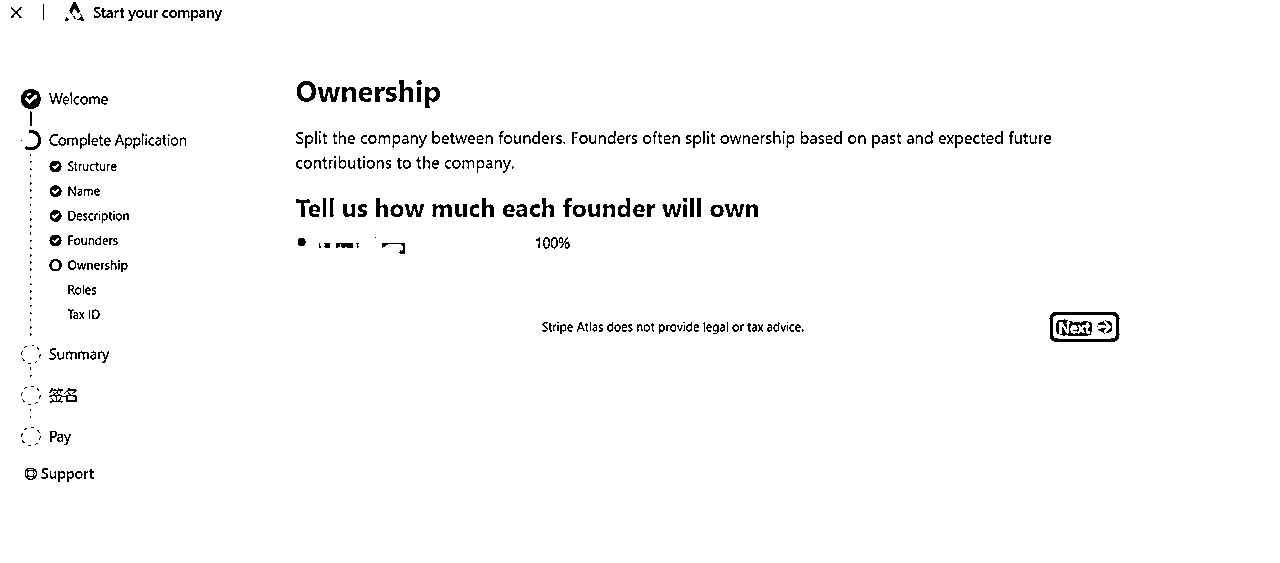 Start your company
Welcome
Complete Application
Structure
Name
Description
Founders
Ownership
Roles
Tax ID
Summary
签名
Pay
Support
Ownership
Split the company between founders. Founders often split ownership based on past and expected future
contributions to the company.
Tell us how much each founder will own
100%
Stripe Atlas does not provide legal or tax advice.
Next